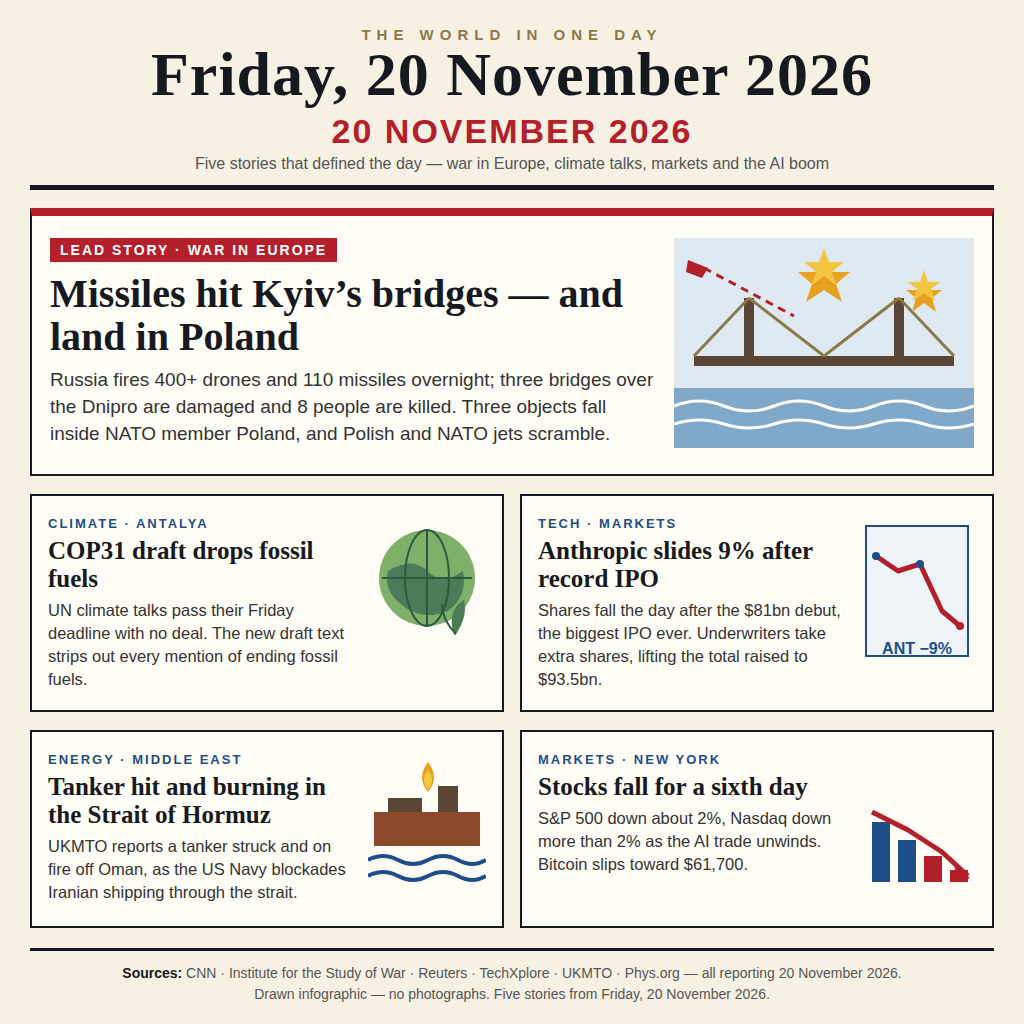 THE WORLD IN ONE DAY
Friday, 20 November 2026
20 NOVEMBER 2026
Five stories that defined the day — war in Europe, climate talks, markets and the AI boom
LEAD STORY · WAR IN EUROPE
Missiles hit Kyiv’s bridges — and
land in Poland
Russia fires 400+ drones and 110 missiles overnight; three bridges over
the Dnipro are damaged and 8 people are killed. Three objects fall
inside NATO member Poland, and Polish and NATO jets scramble.
CLIMATE · ANTALYA
COP31 draft drops fossil
fuels
UN climate talks pass their Friday
deadline with no deal. The new draft text
strips out every mention of ending fossil
fuels.
TECH · MARKETS
Anthropic slides 9% after
record IPO
Shares fall the day after the $81bn debut,
the biggest IPO ever. Underwriters take
extra shares, lifting the total raised to
$93.5bn.
ANT −9%
ENERGY · MIDDLE EAST
Tanker hit and burning in
the Strait of Hormuz
UKMTO reports a tanker struck and on
fire off Oman, as the US Navy blockades
Iranian shipping through the strait.
MARKETS · NEW YORK
Stocks fall for a sixth day
S&P 500 down about 2%, Nasdaq down
more than 2% as the AI trade unwinds.
Bitcoin slips toward $61,700.
Sources: CNN · Institute for the Study of War · Reuters · TechXplore · UKMTO · Phys.org — all reporting 20 November 2026.
Drawn infographic — no photographs. Five stories from Friday, 20 November 2026.